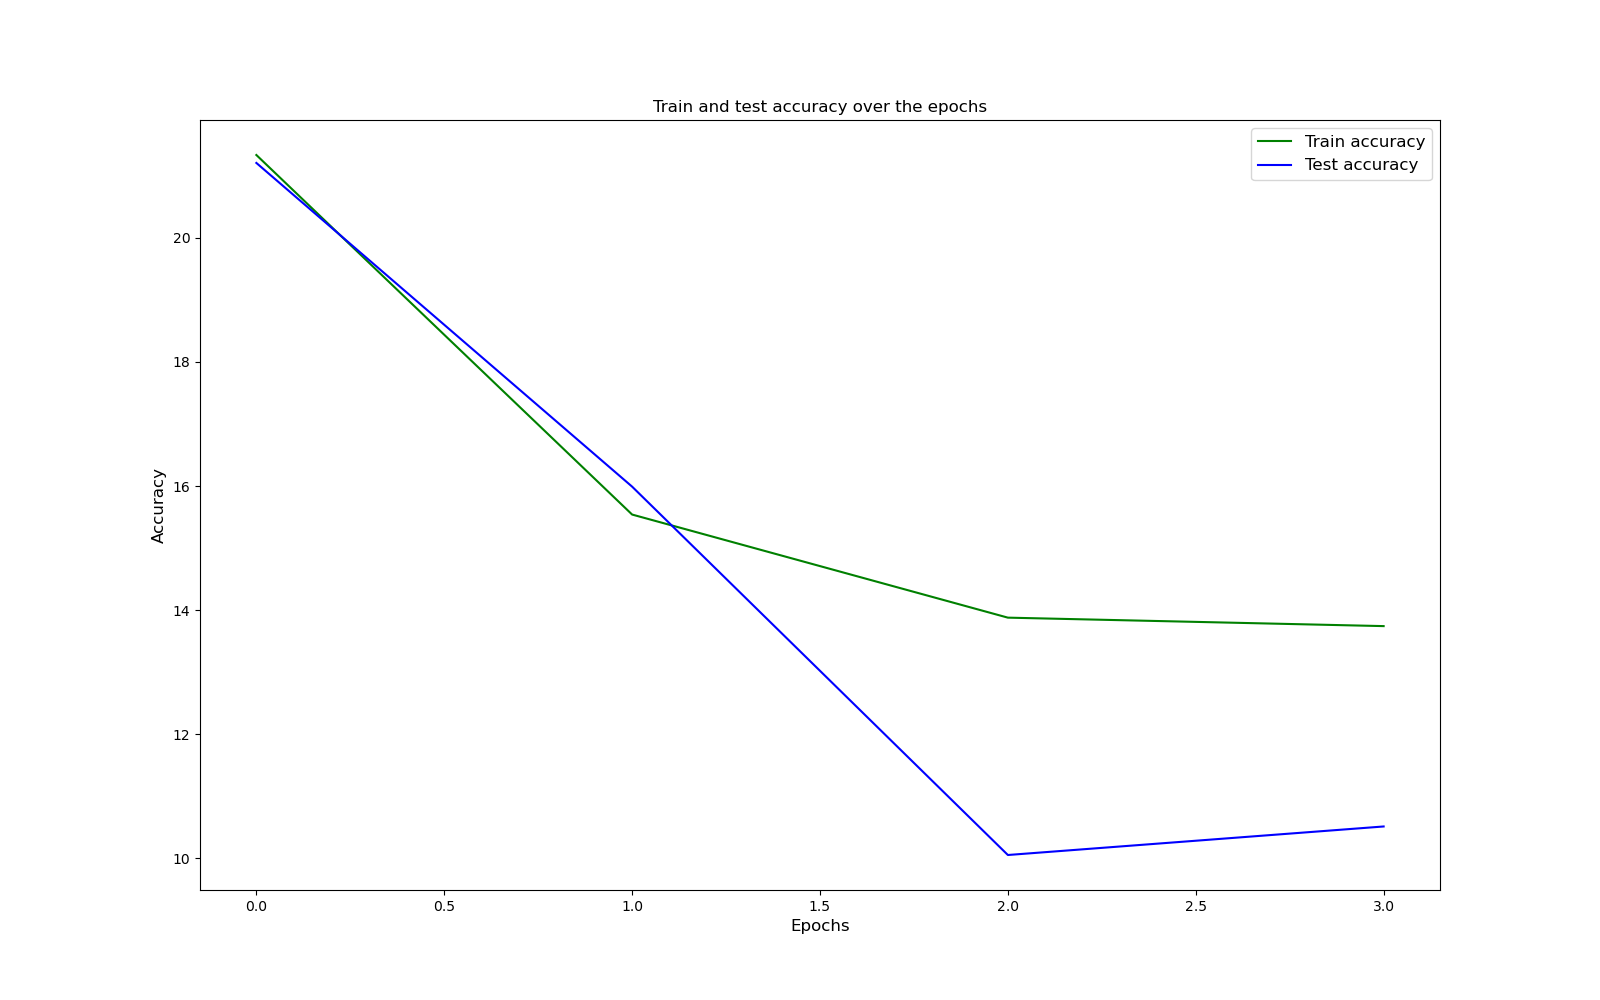 Train and test accuracy over the epochs
Train accuracy
Test accuracy
Accuracy
20
18
16
14
12
10
0.0 0.5 1.0 1.5 2.0 2.5 3.0
Epochs